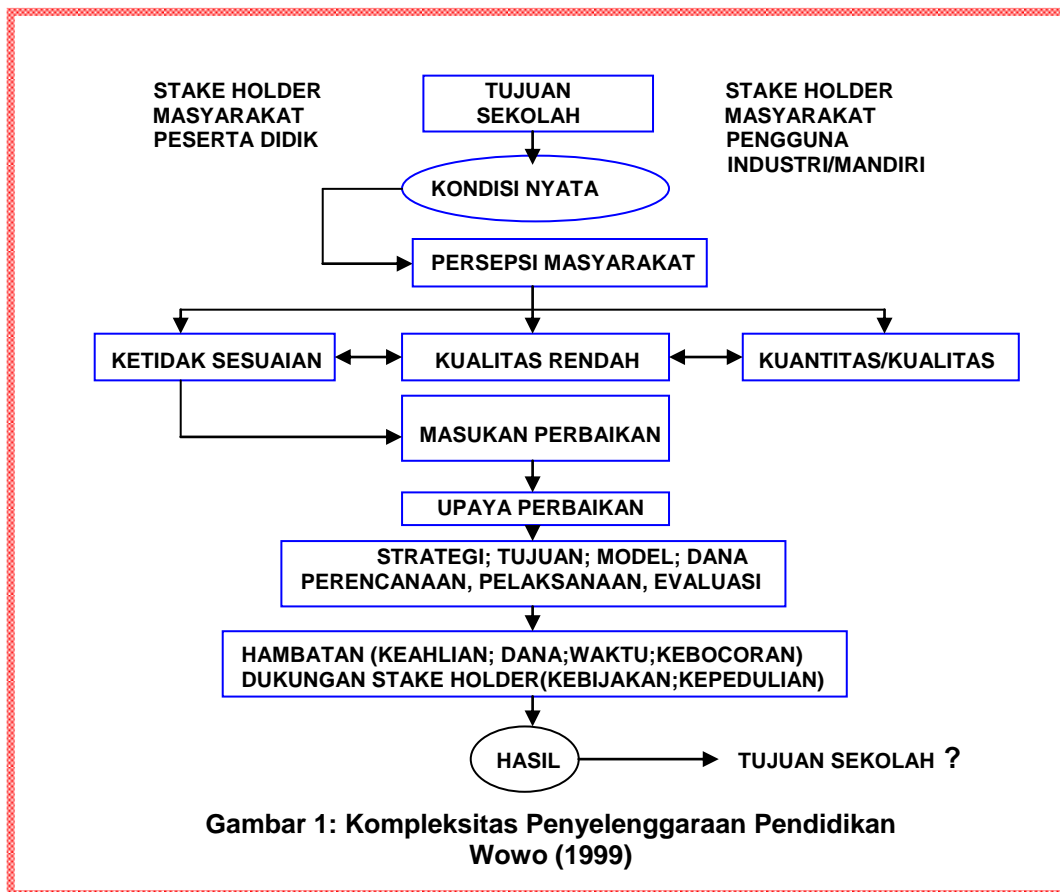 STAKE HOLDER
MASYARAKAT
PESERTA DIDIK
TUJUAN
SEKOLAH
STAKE HOLDER
MASYARAKAT
PENGGUNA
INDUSTRI/MANDIRI
KONDISI NYATA
PERSEPSI MASYARAKAT
KETIDAK SESUAIAN
KUALITAS RENDAH
KUANTITAS/KUALITAS
MASUKAN PERBAIKAN
UPAYA PERBAIKAN
STRATEGI; TUJUAN; MODEL; DANA
PERENCANAAN, PELAKSANAAN, EVALUASI
HAMBATAN (KEAHLIAN; DANA;WAKTU;KEBOCORAN)
DUKUNGAN STAKE HOLDER(KEBIJAKAN;KEPEDULIAN)
HASIL
TUJUAN SEKOLAH ?
Gambar 1: Kompleksitas Penyelenggaraan Pendidikan
Wowo (1999)